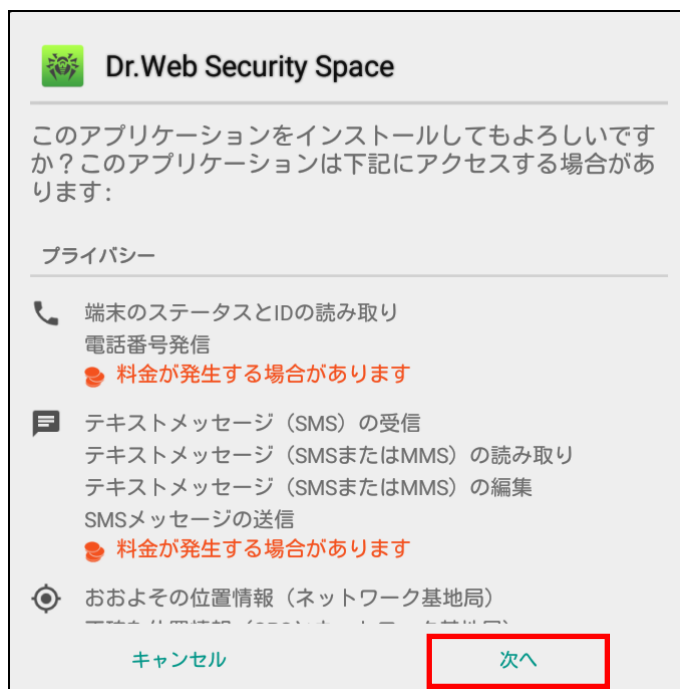 Dr.Web Security Space
このアプリケーションをインストールしてもよろしいです
か？このアプリケーションは下記にアクセスする場合があ
ります:
プライバシー
端末のステータスとIDの読み取り
電話番号発信
料金が発生する場合があります
テキストメッセージ（SMS）の受信
テキストメッセージ（SMSまたはMMS）の読み取り
テキストメッセージ（SMSまたはMMS）の編集
SMSメッセージの送信
料金が発生する場合があります
おおよその位置情報（ネットワーク基地局）
キャンセル
次へ